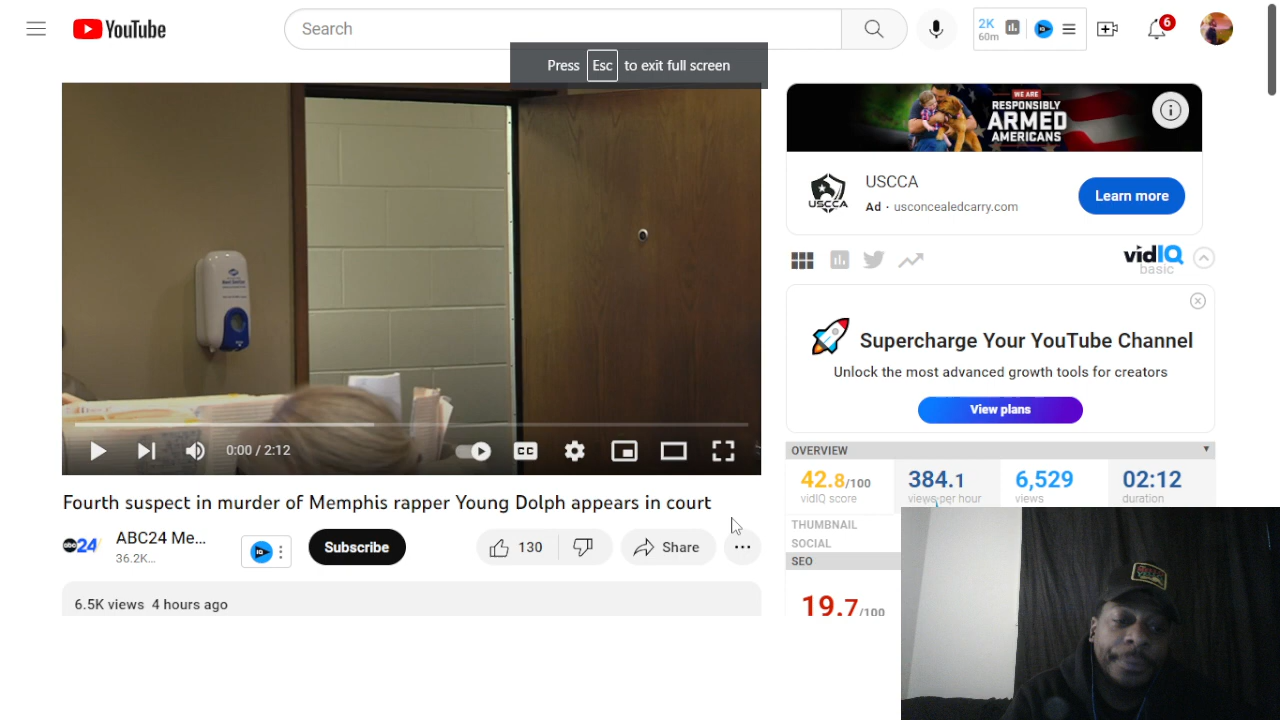 YouTube
Search
2K
60m
6
Press Esc to exit full screen
WE ARE
RESPONSIBLY
ARMED
AMERICANS
USCCA
USCCA
Ad · usconcealedcarry.com
Learn more
vidIQ
basic
Supercharge Your YouTube Channel
Unlock the most advanced growth tools for creators
View plans
0:00 / 2:12
CC
OVERVIEW
42.8/100
384.1
6,529
02:12
vidIQ score
views per hour
views
duration
THUMBNAIL
SOCIAL
SEO
19.7/100
Fourth suspect in murder of Memphis rapper Young Dolph appears in court
abc24
ABC24 Me...
36.2K...
IQ
Subscribe
130
Share
6.5K views 4 hours ago